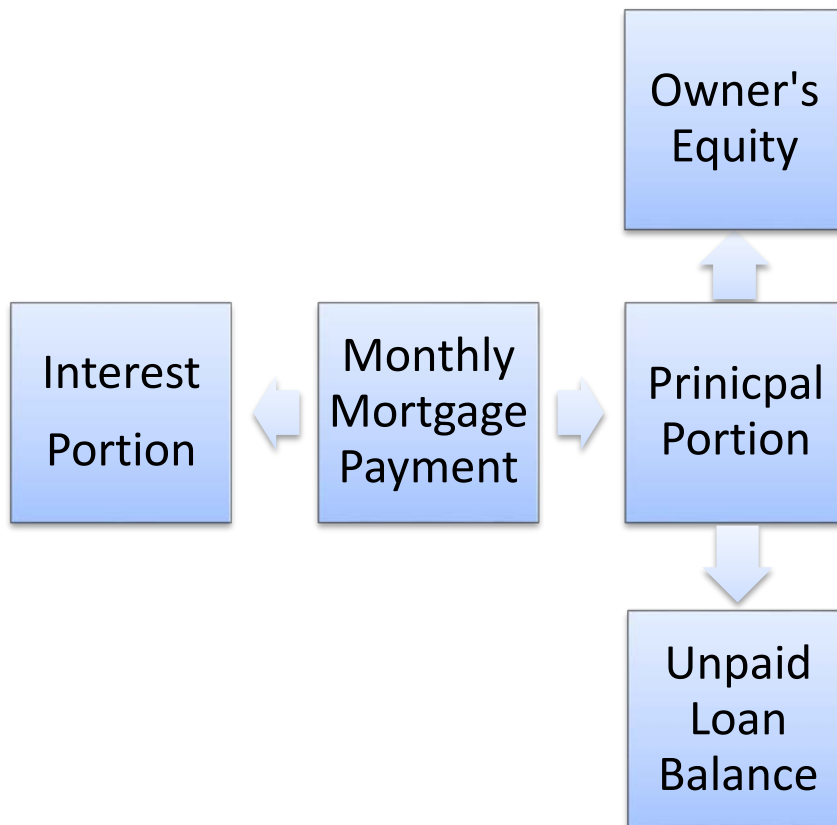 Owner's
Equity
Interest
Portion
Monthly
Mortgage
Payment
Prinicpal
Portion
Unpaid
Loan
Balance